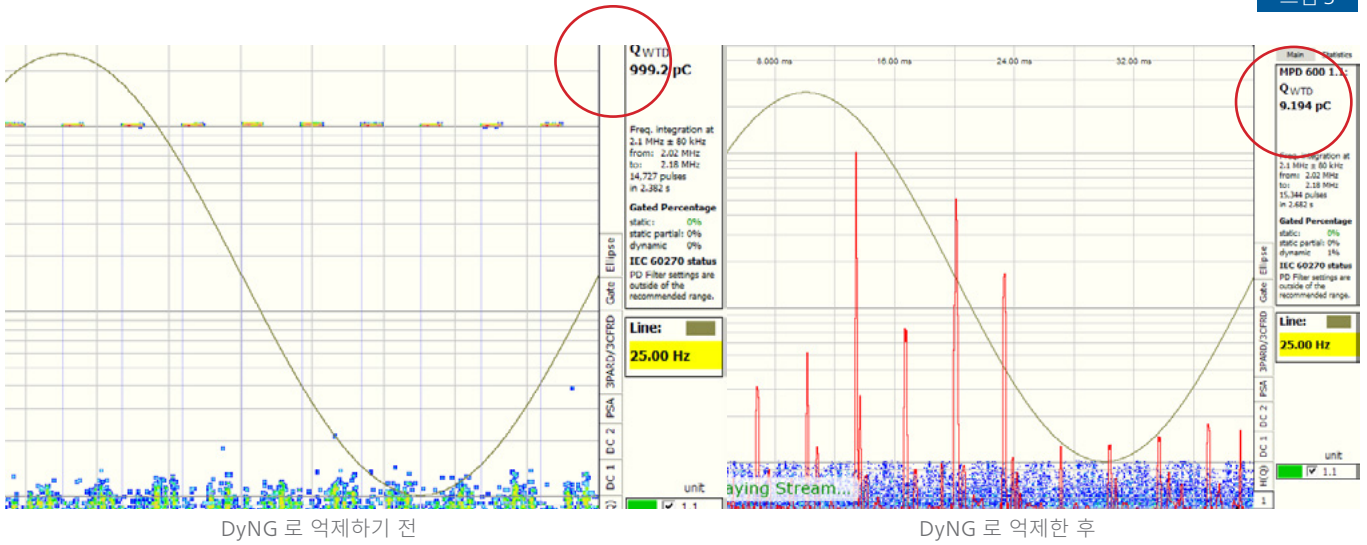 Q WTD
999.2 pC
Freq. integration at
2.1 MHz ± 80 kHz
from: 2.02 MHz
to: 2.18 MHz
14,727 pulses
in 2.382 s
Gated Percentage
static: 0%
static partial: 0%
dynamic 0%
IEC 60270 status
PD Filter settings are
outside of the
recommended range.
Line:
25.00 Hz
unit
1.1
Ellipse
Gate
3PARD/3CFRD
PSA
DC 2
DC 1
DyNG 로 억제하기 전
8.000 ms
16.00 ms
24.00 ms
32.00 ms
aying Stream...
Main Statistics
MPD 600 1.1:
Q WTD
9.194 pC
Freq. integration at
2.1 MHz ± 80 kHz
from: 2.02 MHz
to: 2.18 MHz
15,344 pulses
in 2.682 s
Gated Percentage
static: 0%
static partial: 0%
dynamic 1%
IEC 60270 status
PD Filter settings are
outside of the
recommended range.
Line:
25.00 Hz
unit
1.1
Ellipse
Gate
3PARD/3CFRD
PSA
DC 2
DC 1
H(Q)
1
DyNG 로 억제한 후